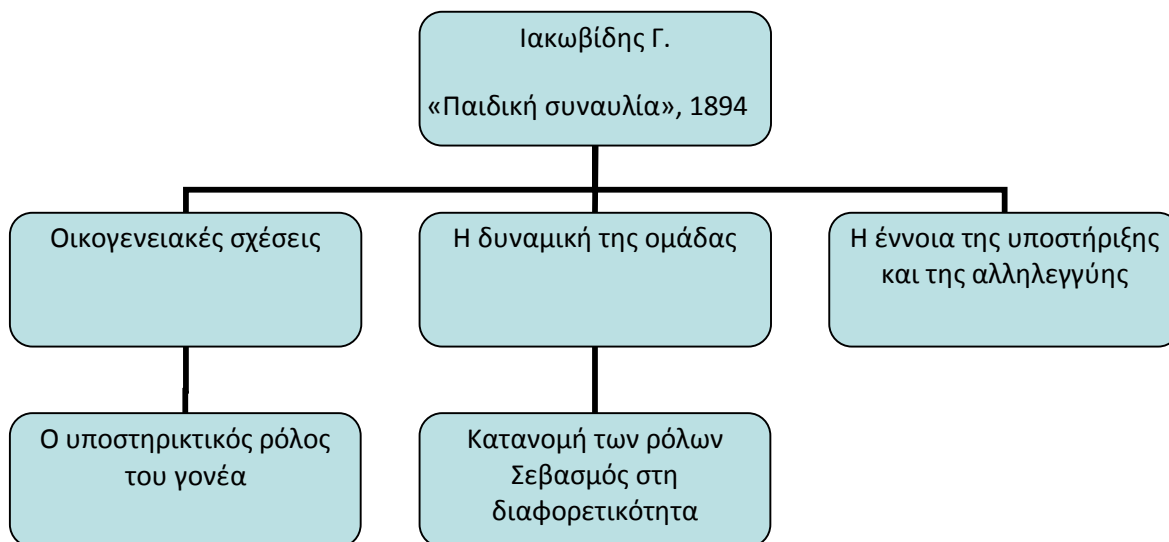 Ιακωβίδης Γ.
«Παιδική συναυλία», 1894
Οικογενειακές σχέσεις
Η δυναμική της ομάδας
Η έννοια της υποστήριξης
και της αλληλεγγύης
Ο υποστηρικτικός ρόλος
του γονέα
Κατανομή των ρόλων
Σεβασμός στη
διαφορετικότητα